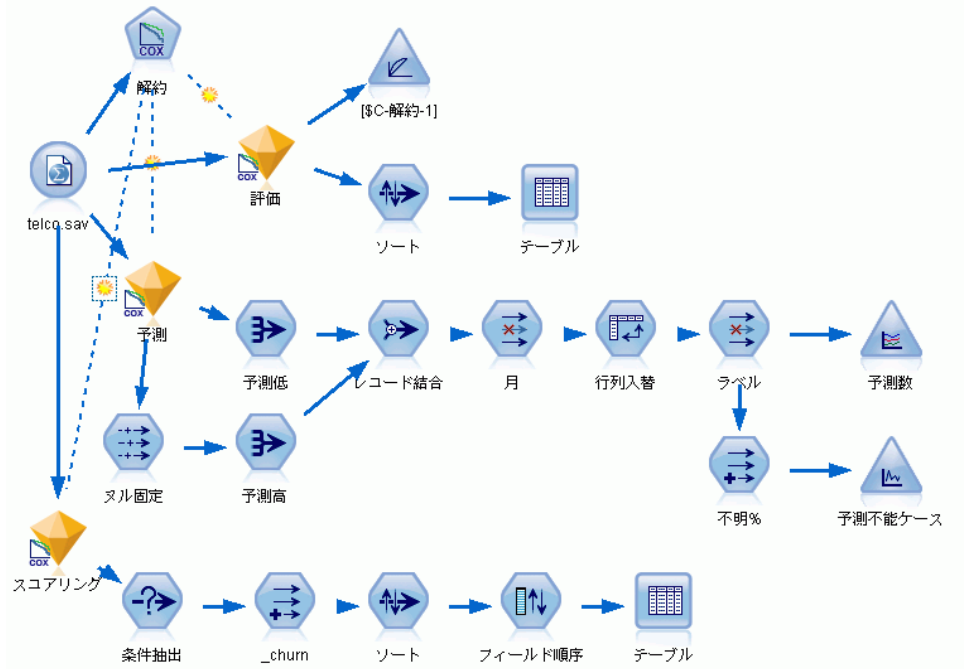 COX
解約
[$C-解約-1]
COX
評価
telco.sav
ソート
テーブル
COX
予測
予測低
レコード結合
月
行列入替
ラベル
予測数
ヌル固定
予測高
不明%
予測不能ケース
COX
スコアリング
条件抽出
_churn
ソート
フィールド順序
テーブル